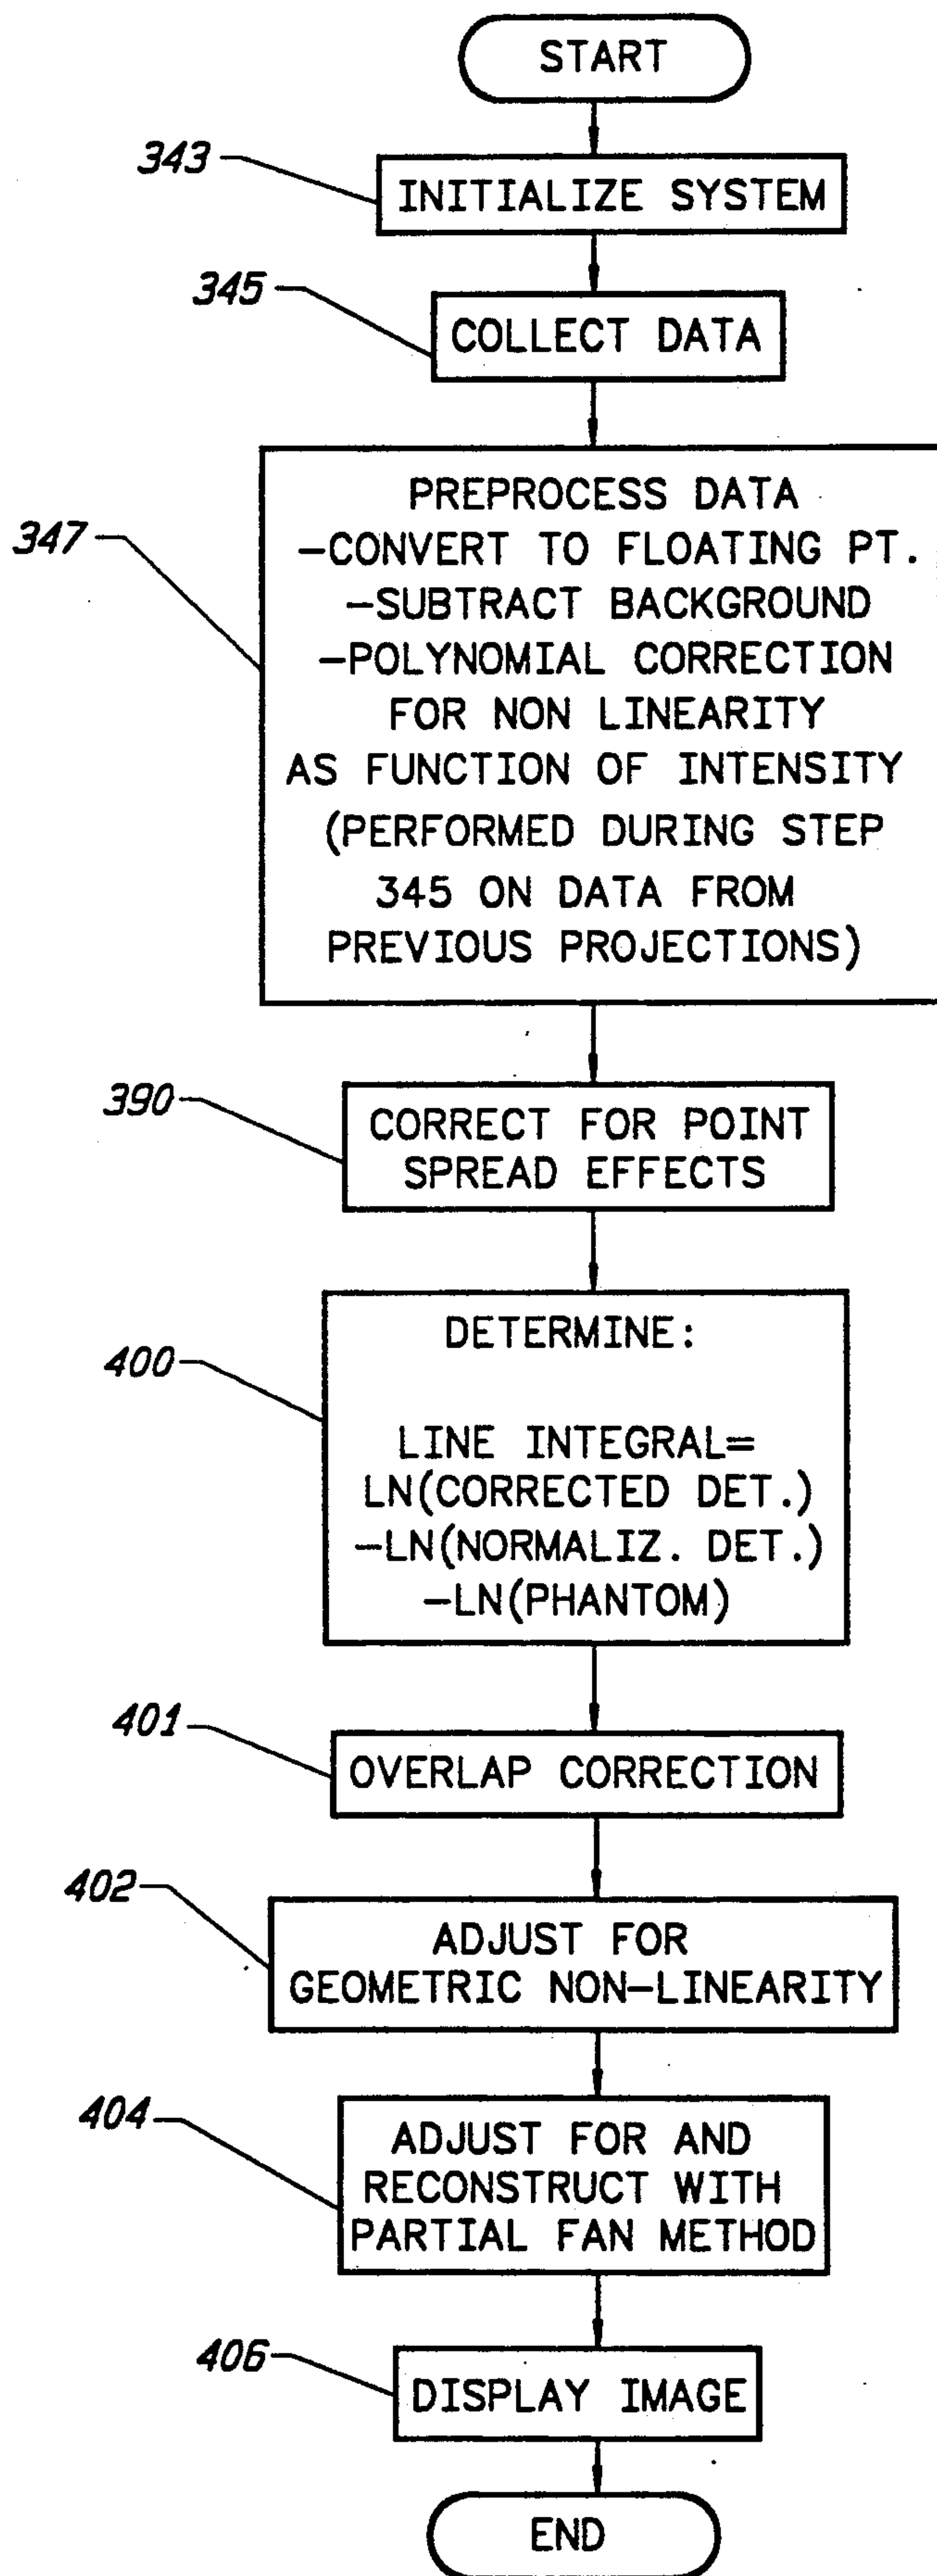 START
343
INITIALIZE SYSTEM
345
COLLECT DATA
347
PREPROCESS DATA
-CONVERT TO FLOATING PT.
-SUBTRACT BACKGROUND
-POLYNOMIAL CORRECTION
FOR NON LINEARITY
AS FUNCTION OF INTENSITY
(PERFORMED DURING STEP
345 ON DATA FROM
PREVIOUS PROJECTIONS)
390
CORRECT FOR POINT
SPREAD EFFECTS
400
DETERMINE:
LINE INTEGRAL=
LN(CORRECTED DET.)
-LN(NORMALIZ. DET.)
-LN(PHANTOM)
401
OVERLAP CORRECTION
402
ADJUST FOR
GEOMETRIC NON-LINEARITY
404
ADJUST FOR AND
RECONSTRUCT WITH
PARTIAL FAN METHOD
406
DISPLAY IMAGE
END